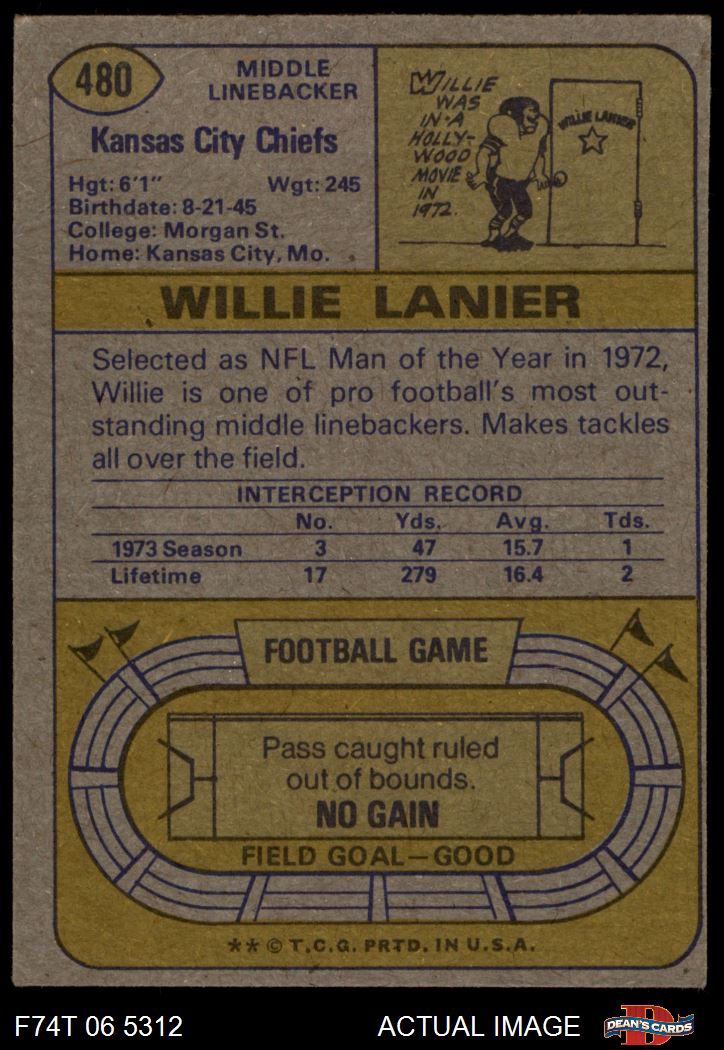 480
MIDDLE
LINEBACKER
Kansas City Chiefs
Hgt: 6'1" Wgt: 245
Birthdate: 8-21-45
College: Morgan St.
Home: Kansas City, Mo.
WILLIE
WAS
IN A
HOLLY-
WOOD
MOVIE
IN
1972.
WILLIE LANIER
WILLIE LANIER
Selected as NFL Man of the Year in 1972,
Willie is one of pro football's most out-
standing middle linebackers. Makes tackles
all over the field.
INTERCEPTION RECORD
No. Yds. Avg. Tds.
1973 Season 3 47 15.7 1
Lifetime 17 279 16.4 2
FOOTBALL GAME
Pass caught ruled
out of bounds.
NO GAIN
FIELD GOAL—GOOD
** © T.C.G. PRTD. IN U.S.A.
F74T 06 5312 ACTUAL IMAGE
D
DEAN'S CARDS